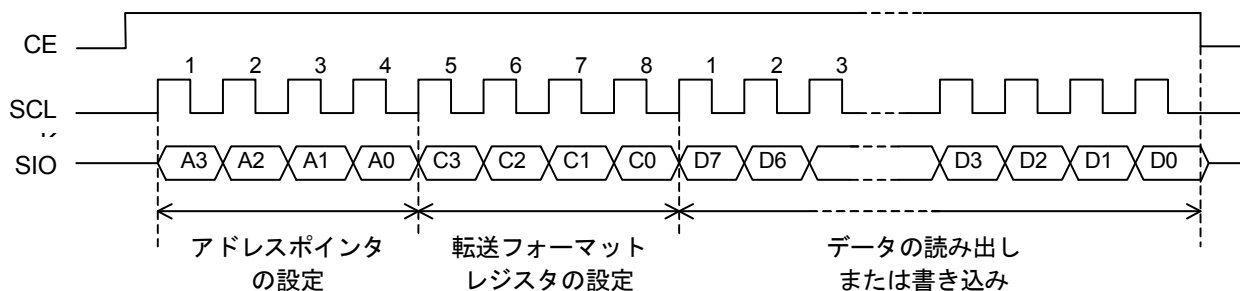 CE
1 2 3 4 5 6 7 8 1 2 3
SCL
SIO A3 A2 A1 A0 C3 C2 C1 C0 D7 D6 D3 D2 D1 D0
アドレスポインタ
の設定
転送フォーマット
レジスタの設定
データの読み出し
または書き込み